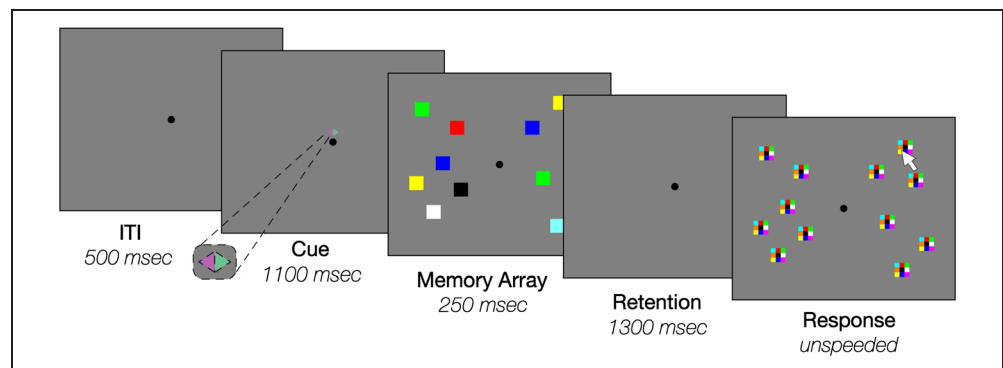 ITI
500 msec
Cue
1100 msec
Memory Array
250 msec
Retention
1300 msec
Response
unspeeded